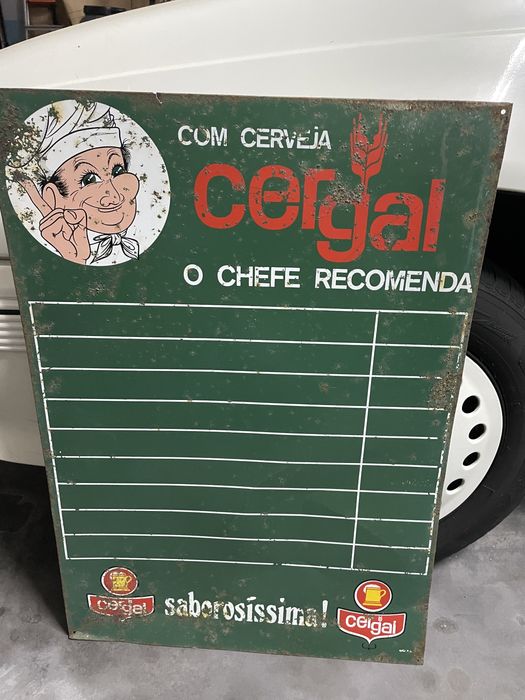 COM CERVEJA
cergal
O CHEFE RECOMENDA
cergal
saborosíssima!
cergal